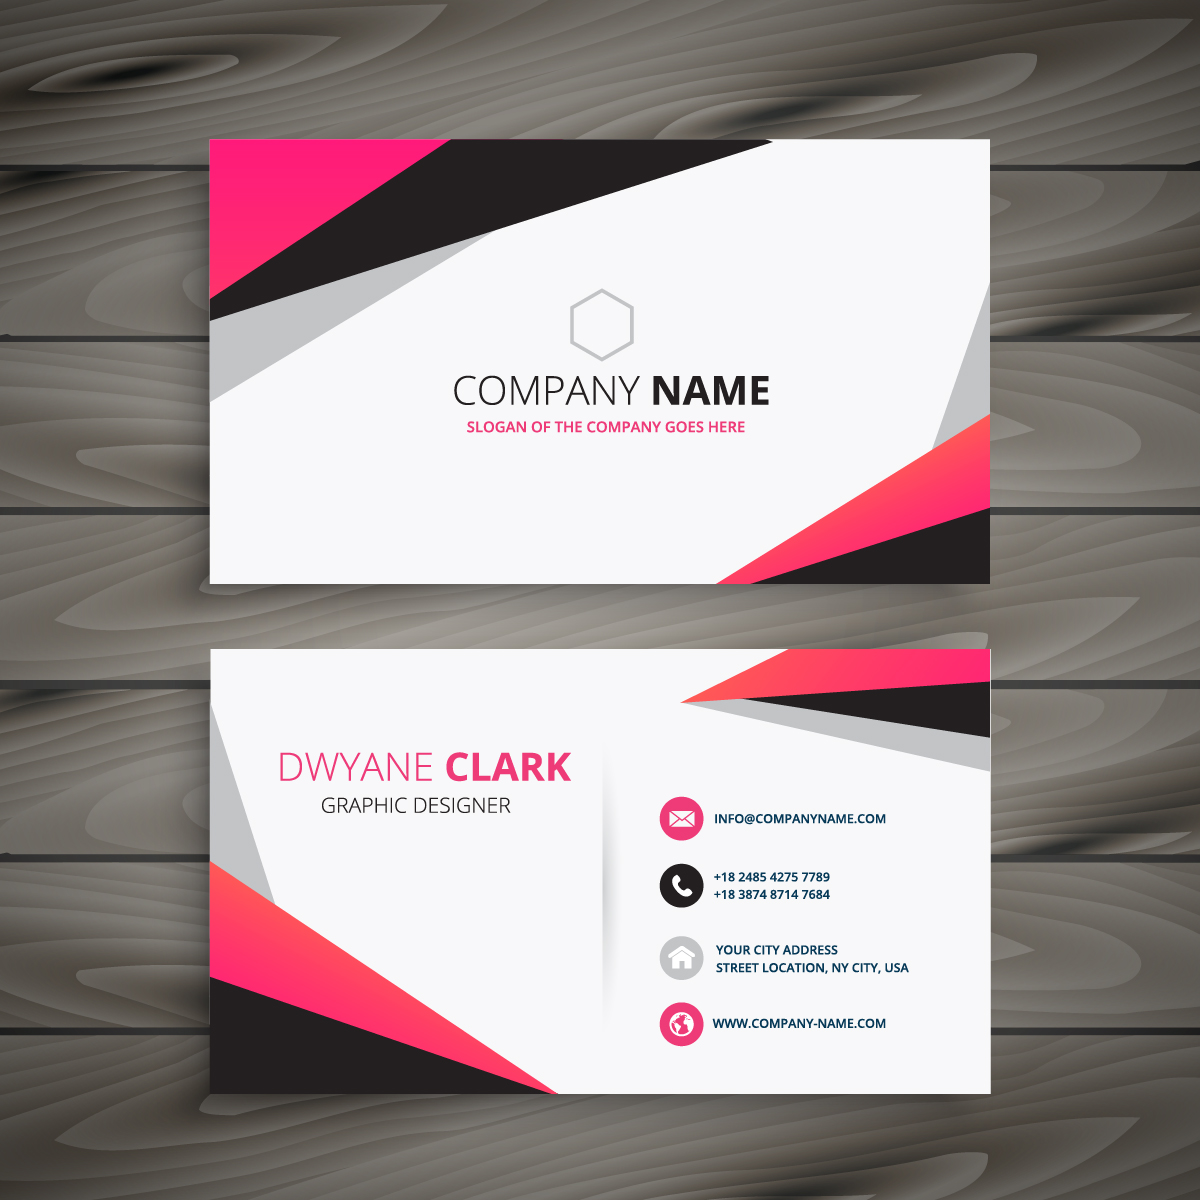 COMPANY NAME
SLOGAN OF THE COMPANY GOES HERE
DWYANE CLARK
GRAPHIC DESIGNER
INFO@COMPANYNAME.COM
+18 2485 4275 7789
+18 3874 8714 7684
YOUR CITY ADDRESS
STREET LOCATION, NY CITY, USA
WWW.COMPANY-NAME.COM